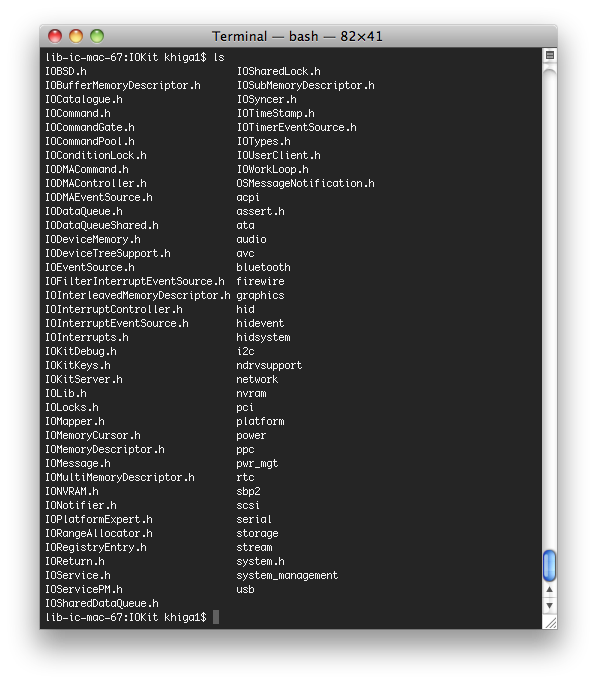 Terminal — bash — 82×41
lib-ic-mac-67:IOKit khiga1$ ls
IOBSD.h IOSharedLock.h
IOBufferMemoryDescriptor.h IOSubMemoryDescriptor.h
IOCatalogue.h IOSyncer.h
IOCommand.h IOTimeStamp.h
IOCommandGate.h IOTimerEventSource.h
IOCommandPool.h IOTypes.h
IOConditionLock.h IOUserClient.h
IODMACommand.h IOWorkLoop.h
IODMAController.h OSMessageNotification.h
IODMAEventSource.h acpi
IODataQueue.h assert.h
IODataQueueShared.h ata
IODeviceMemory.h audio
IODeviceTreeSupport.h avc
IOEventSource.h bluetooth
IOFilterInterruptEventSource.h firewire
IOInterleavedMemoryDescriptor.h graphics
IOInterruptController.h hid
IOInterruptEventSource.h hidevent
IOInterrupts.h hidsystem
IOKitDebug.h i2c
IOKitKeys.h ndrvsupport
IOKitServer.h network
IOLib.h nvram
IOLocks.h pci
IOMapper.h platform
IOMemoryCursor.h power
IOMemoryDescriptor.h ppc
IOMessage.h pwr_mgt
IOMultiMemoryDescriptor.h rtc
IONVRAM.h sbp2
IONotifier.h scsi
IOPlatformExpert.h serial
IORangeAllocator.h storage
IORegistryEntry.h stream
IOReturn.h system.h
IOService.h system_management
IOServicePM.h usb
IOSharedDataQueue.h
lib-ic-mac-67:IOKit khiga1$